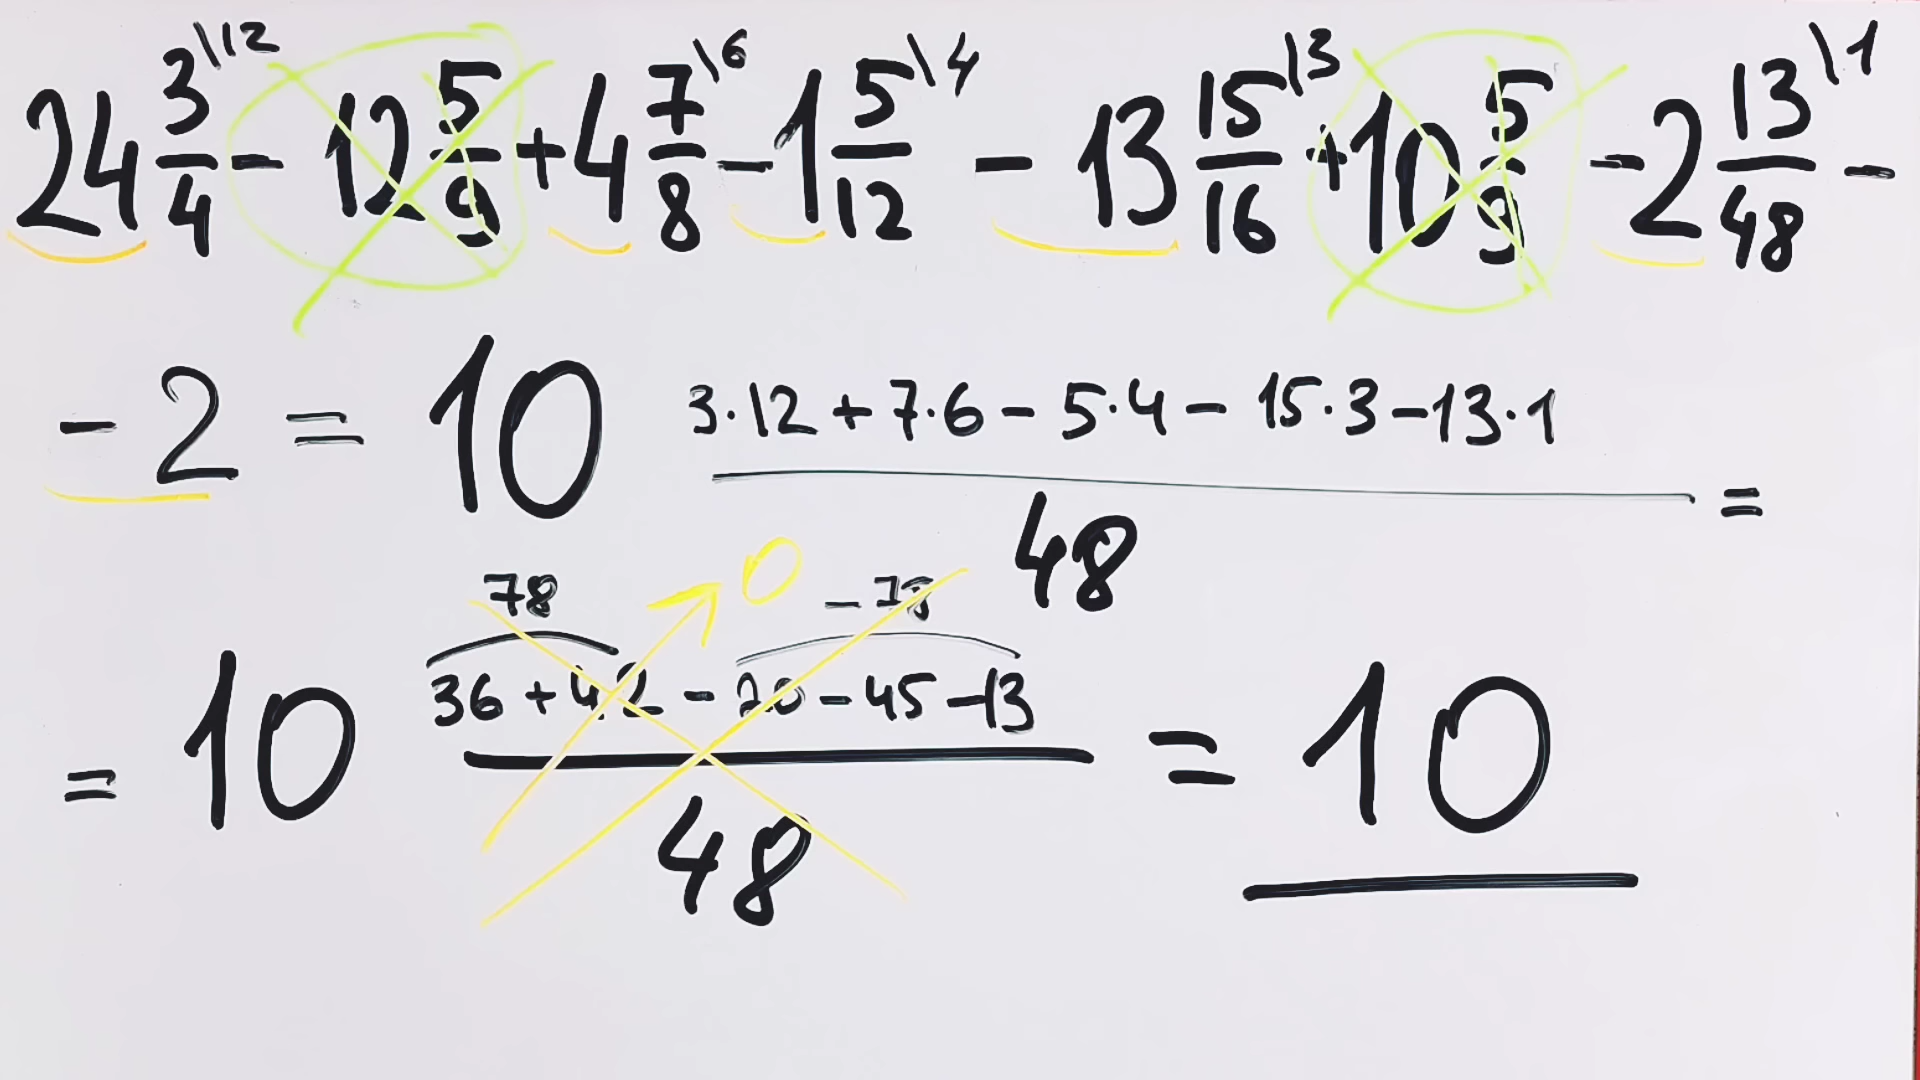 24 3/4 \12 - 12 5/9 + 4 7/8 \6 - 1 5/12 \4 - 13 15/16 \3 + 10 5/9 - 2 13/48 \1 -
- 2 = 10 (3·12 + 7·6 - 5·4 - 15·3 - 13·1)/48 =
78 0 -78
= 10 (36 + 42 - 20 - 45 - 13)/48 = 10